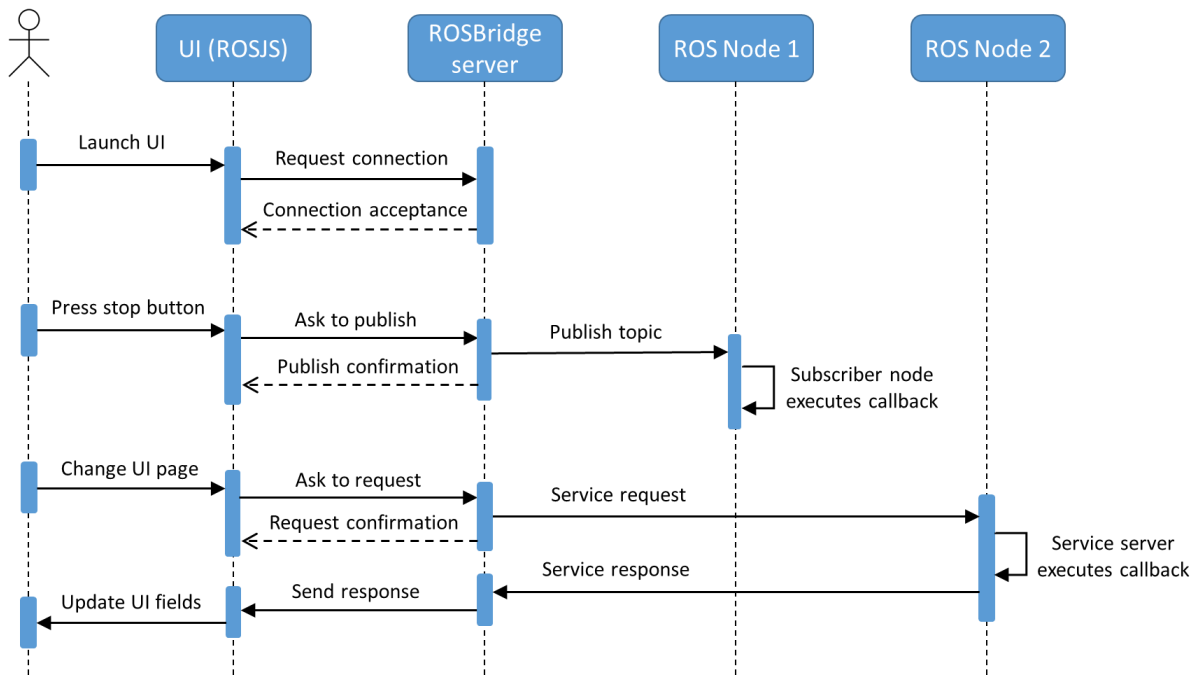 UI (ROSJS)
ROSBridge
server
ROS Node 1
ROS Node 2
Launch UI
Request connection
Connection acceptance
Press stop button
Ask to publish
Publish topic
Publish confirmation
Subscriber node
executes callback
Change UI page
Ask to request
Service request
Request confirmation
Service server
executes callback
Service response
Send response
Update UI fields